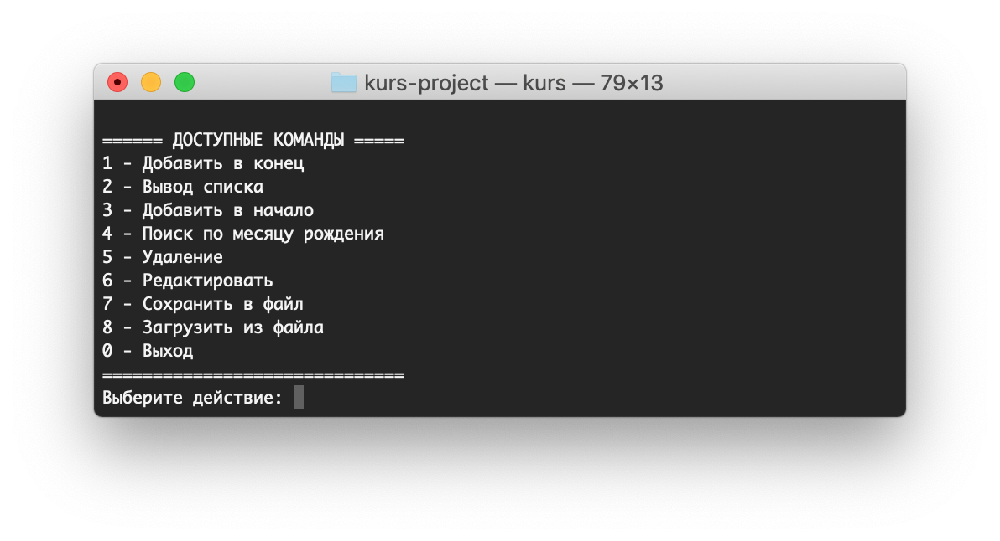 kurs-project — kurs — 79×13
====== ДОСТУПНЫЕ КОМАНДЫ =====
1 - Добавить в конец
2 - Вывод списка
3 - Добавить в начало
4 - Поиск по месяцу рождения
5 - Удаление
6 - Редактировать
7 - Сохранить в файл
8 - Загрузить из файла
0 - Выход
==============================
Выберите действие: